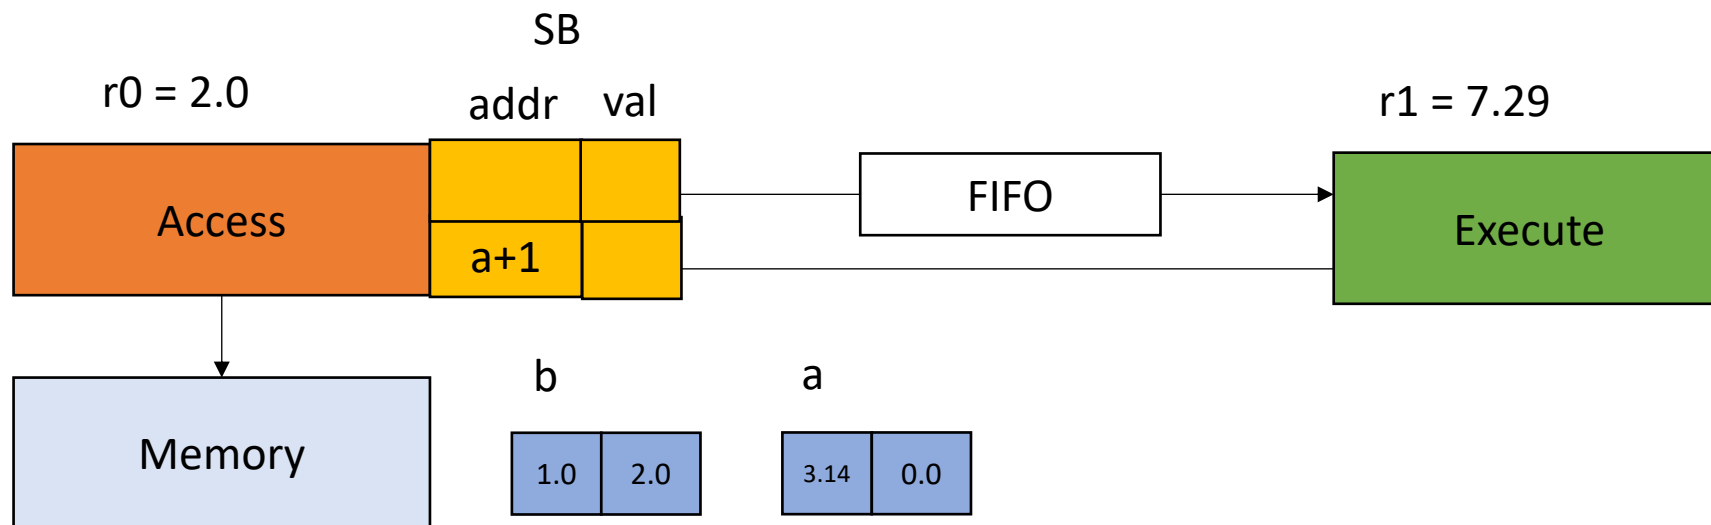 SB
r0 = 2.0
addr
val
r1 = 7.29
Access
FIFO
Execute
a+1
b
a
Memory
1.0
2.0
3.14
0.0